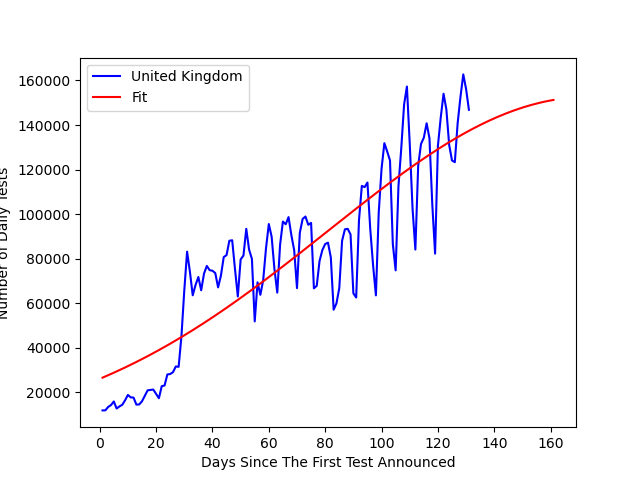 United Kingdom
Fit
160000
140000
120000
100000
80000
60000
40000
20000
Number of Daily Tests
0 20 40 60 80 100 120 140 160
Days Since The First Test Announced